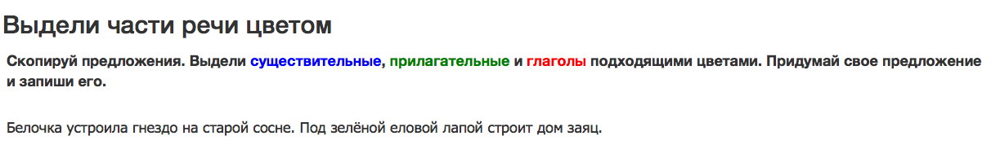 Выдели части речи цветом
Скопируй предложения. Выдели существительные, прилагательные и глаголы подходящими цветами. Придумай свое предложение
и запиши его.
Белочка устроила гнездо на старой сосне. Под зелёной еловой лапой строит дом заяц.